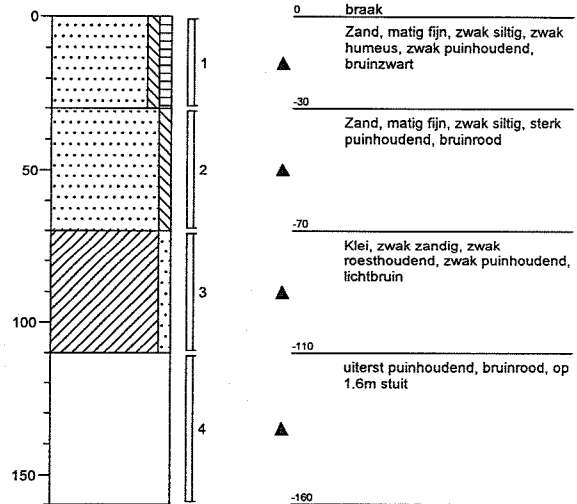 0
50
100
150
1
2
3
4
0 braak
Zand, matig fijn, zwak siltig, zwak
humeus, zwak puinhoudend,
bruinzwart
-30
Zand, matig fijn, zwak siltig, sterk
puinhoudend, bruinrood
-70
Klei, zwak zandig, zwak
roesthoudend, zwak puinhoudend,
lichtbruin
-110
uiterst puinhoudend, bruinrood, op
1.6m stuit
-160